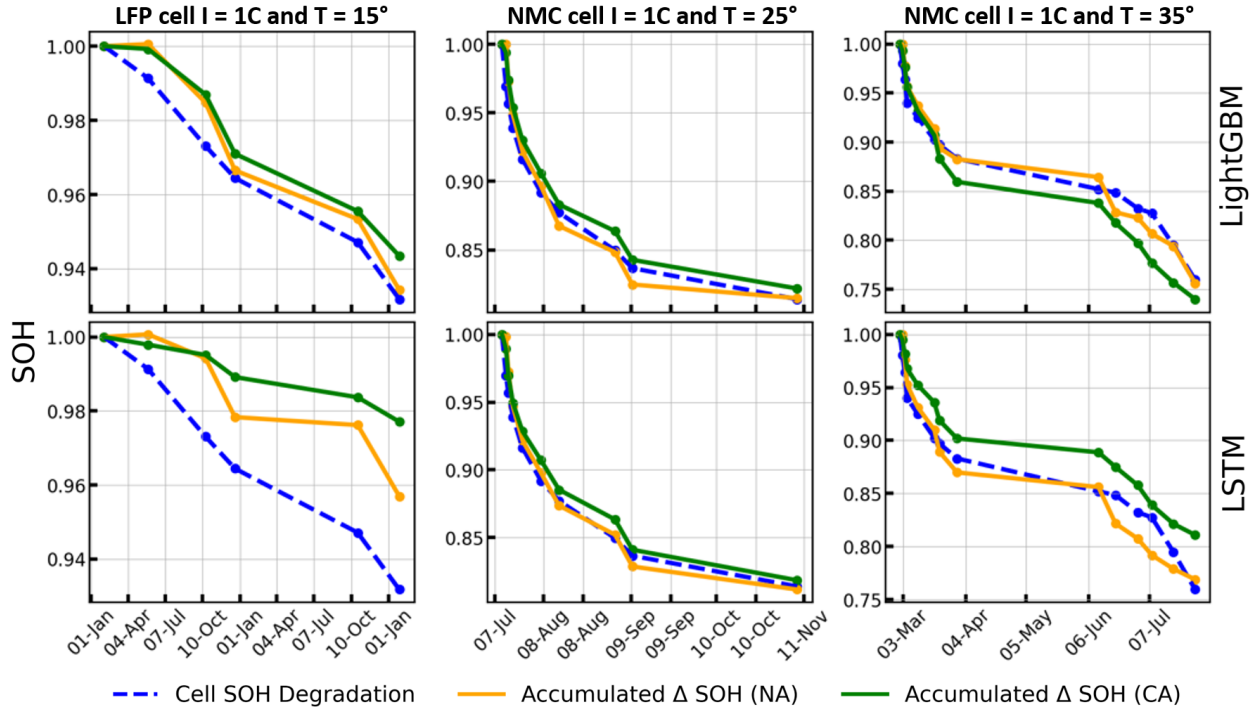 LFP cell I = 1C and T = 15°
NMC cell I = 1C and T = 25°
NMC cell I = 1C and T = 35°
1.00
0.98
0.96
0.94
1.00
0.95
0.90
0.85
1.00
0.95
0.90
0.85
0.80
0.75
LightGBM
SOH
1.00
0.98
0.96
0.94
1.00
0.95
0.90
0.85
1.00
0.95
0.90
0.85
0.80
0.75
LSTM
01-Jan
04-Apr
07-Jul
10-Oct
01-Jan
04-Apr
07-Jul
10-Oct
01-Jan
07-Jul
08-Aug
08-Aug
09-Sep
09-Sep
10-Oct
10-Oct
11-Nov
03-Mar
04-Apr
05-May
06-Jun
07-Jul
Cell SOH Degradation
Accumulated Δ SOH (NA)
Accumulated Δ SOH (CA)